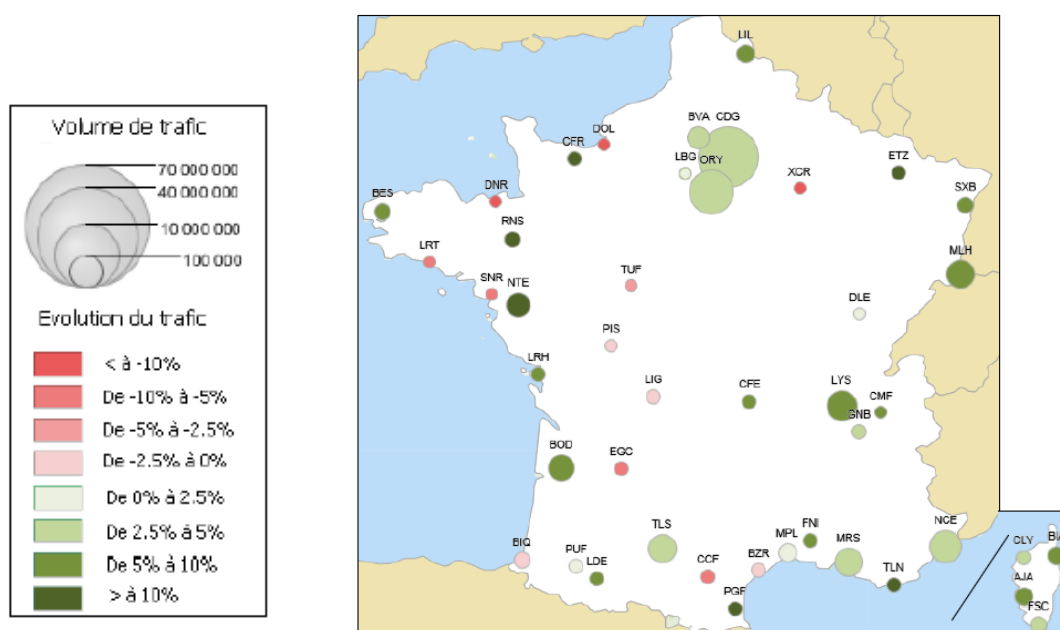 Volume de trafic
70 000 000
40 000 000
10 000 000
100 000
Evolution du trafic
< à -10%
De -10% à -5%
De -5% à -2.5%
De -2.5% à 0%
De 0% à 2.5%
De 2.5% à 5%
De 5% à 10%
> à 10%
LIL
BVA CDG
DOL
CFR
LBG ORY
XCR
ETZ
BES
DNR
SXB
RNS
MLH
LRT
SNR
NTE
TUF
DLE
PIS
LRH
LIG
CFE
LYS
CMF
GNB
BOD
EGC
TLS
NCE
BIQ
PUF
LDE
CCF
BZR
MPL
FNI
MRS
TLN
PGF
CLY
AJA
FSC